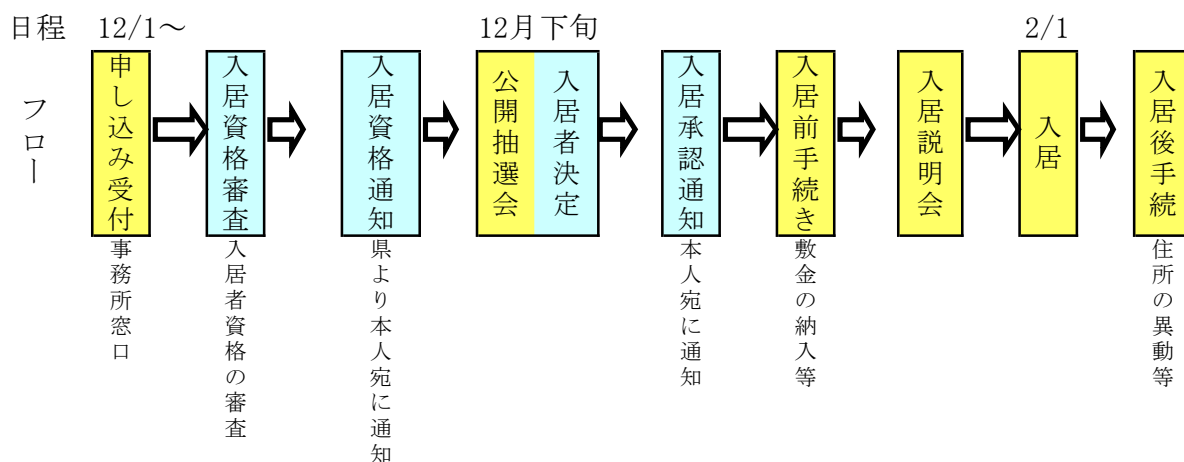 日程 12/1～ 12月下旬 2/1
フロー
申し込み受付
入居資格審査
入居資格通知
公開抽選会
入居者決定
入居承認通知
入居前手続き
入居説明会
入居
入居後手続
事務所窓口
入居者資格の審査
県より本人宛に通知
本人宛に通知
敷金の納入等
住所の異動等